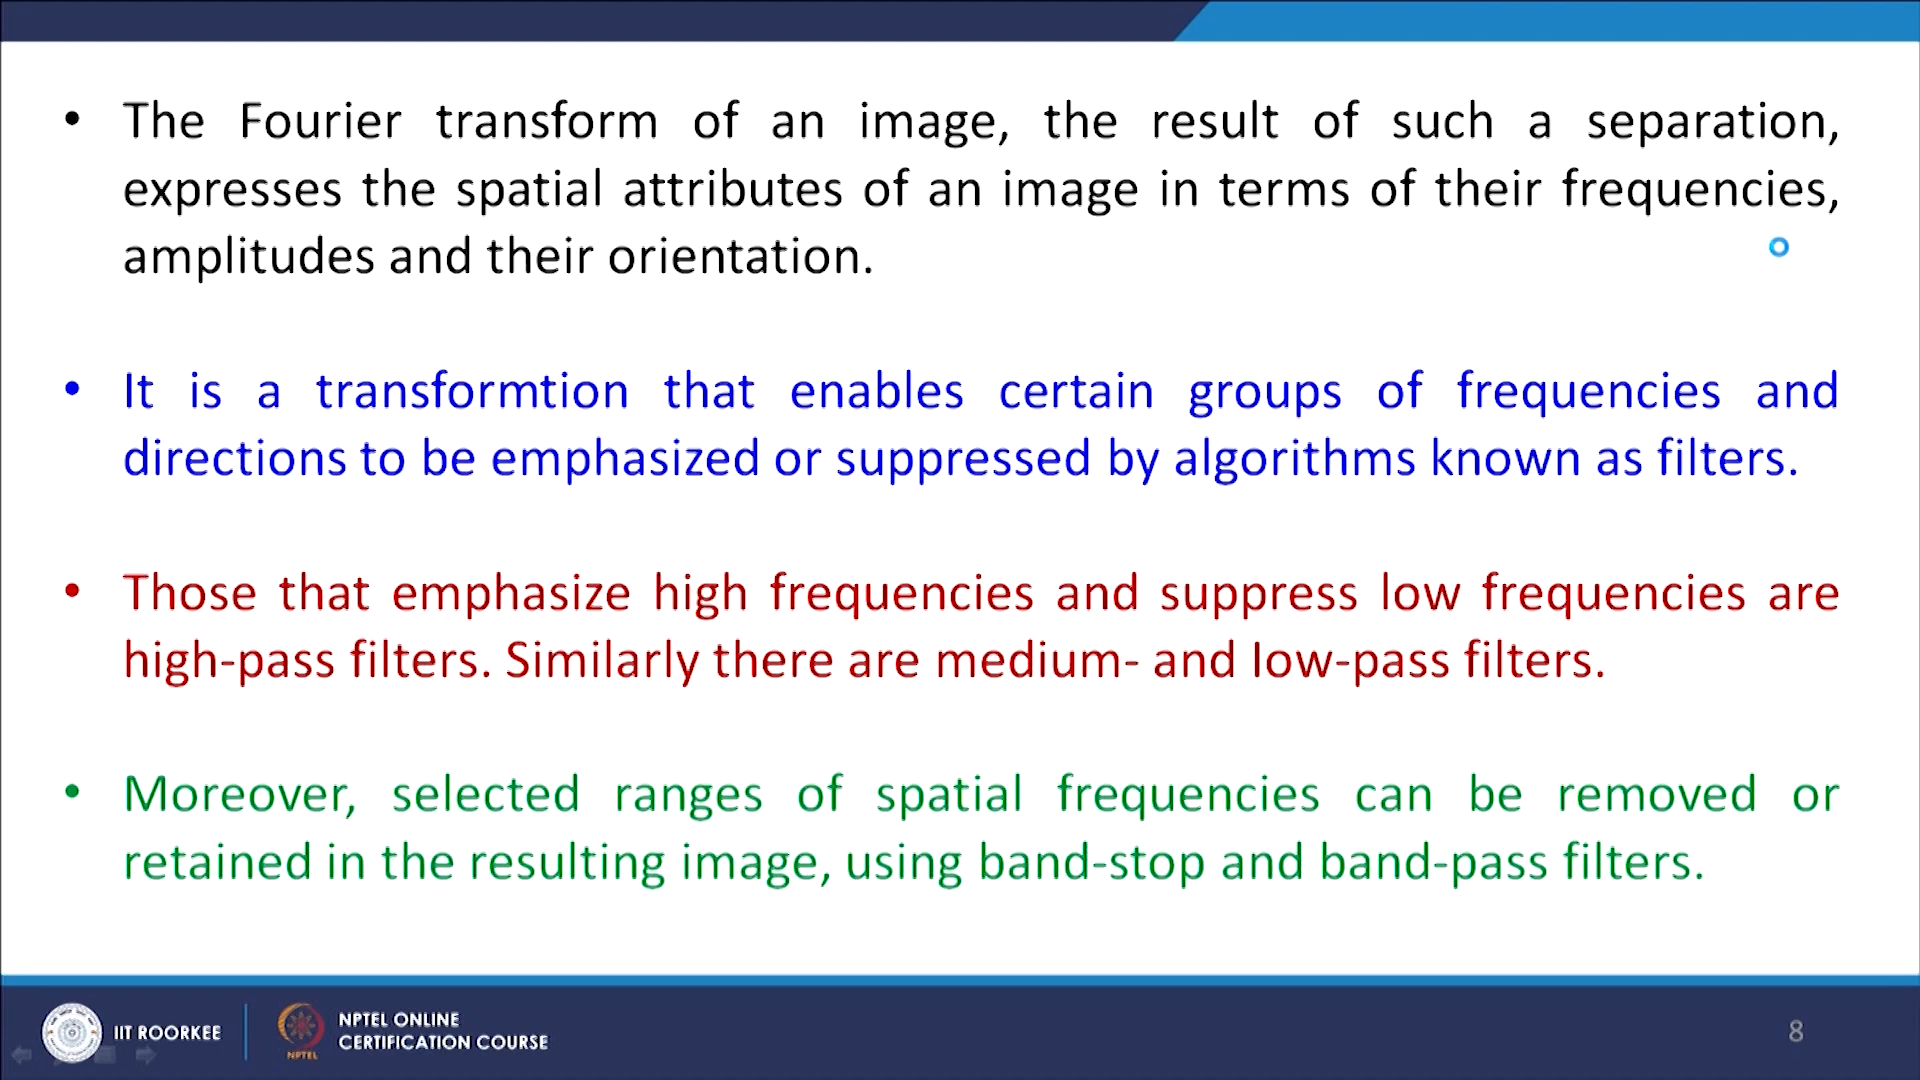 • The Fourier transform of an image, the result of such a separation,
expresses the spatial attributes of an image in terms of their frequencies,
amplitudes and their orientation.
• It is a transformtion that enables certain groups of frequencies and
directions to be emphasized or suppressed by algorithms known as filters.
• Those that emphasize high frequencies and suppress low frequencies are
high-pass filters. Similarly there are medium- and low-pass filters.
• Moreover, selected ranges of spatial frequencies can be removed or
retained in the resulting image, using band-stop and band-pass filters.
IIT ROORKEE
NPTEL
NPTEL ONLINE
CERTIFICATION COURSE
8